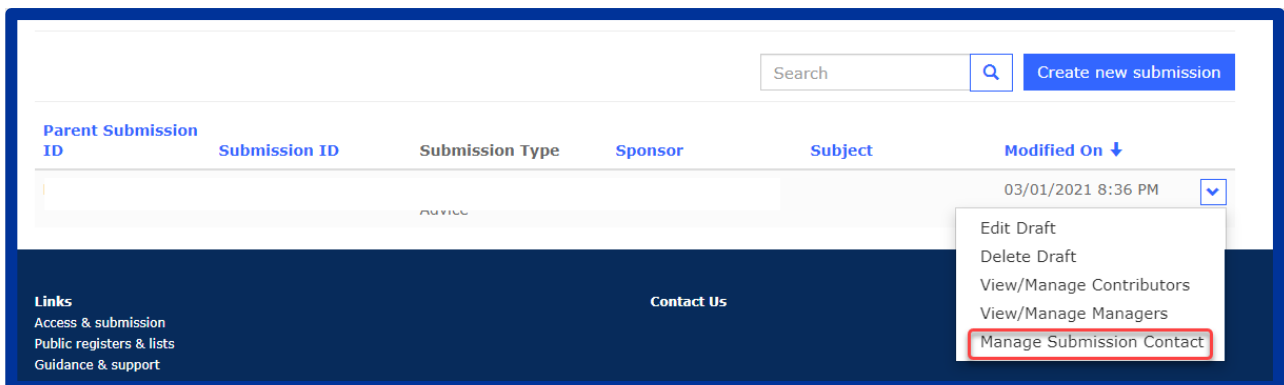 Search
Create new submission
Parent Submission
ID
Submission ID
Submission Type
Sponsor
Subject
Modified On
03/01/2021 8:36 PM
Advice
Edit Draft
Delete Draft
View/Manage Contributors
View/Manage Managers
Manage Submission Contact
Links
Access & submission
Public registers & lists
Guidance & support
Contact Us